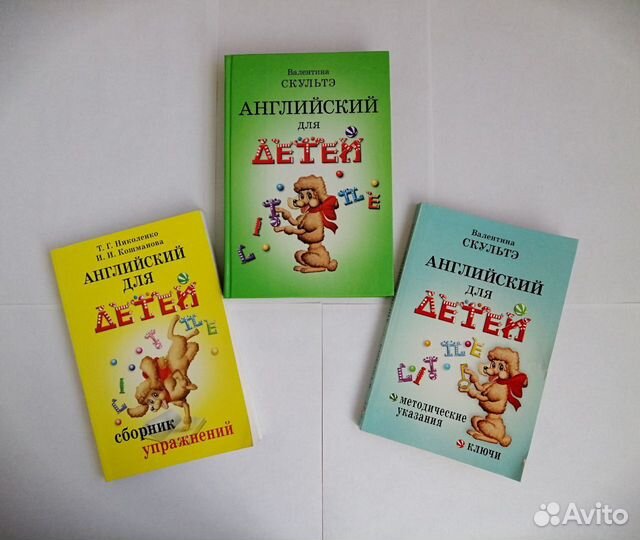 Валентина
СКУЛЬТЭ
АНГЛИЙСКИЙ
для
ДЕТЕЙ
Т. Г. Николенко
И. И. Кошманова
АНГЛИЙСКИЙ
ДЛЯ
ДЕТЕЙ
сборник
упражнений
Валентина
СКУЛЬТЭ
АНГЛИЙСКИЙ
для
ДЕТЕЙ
методические
указания
ключи
Avito